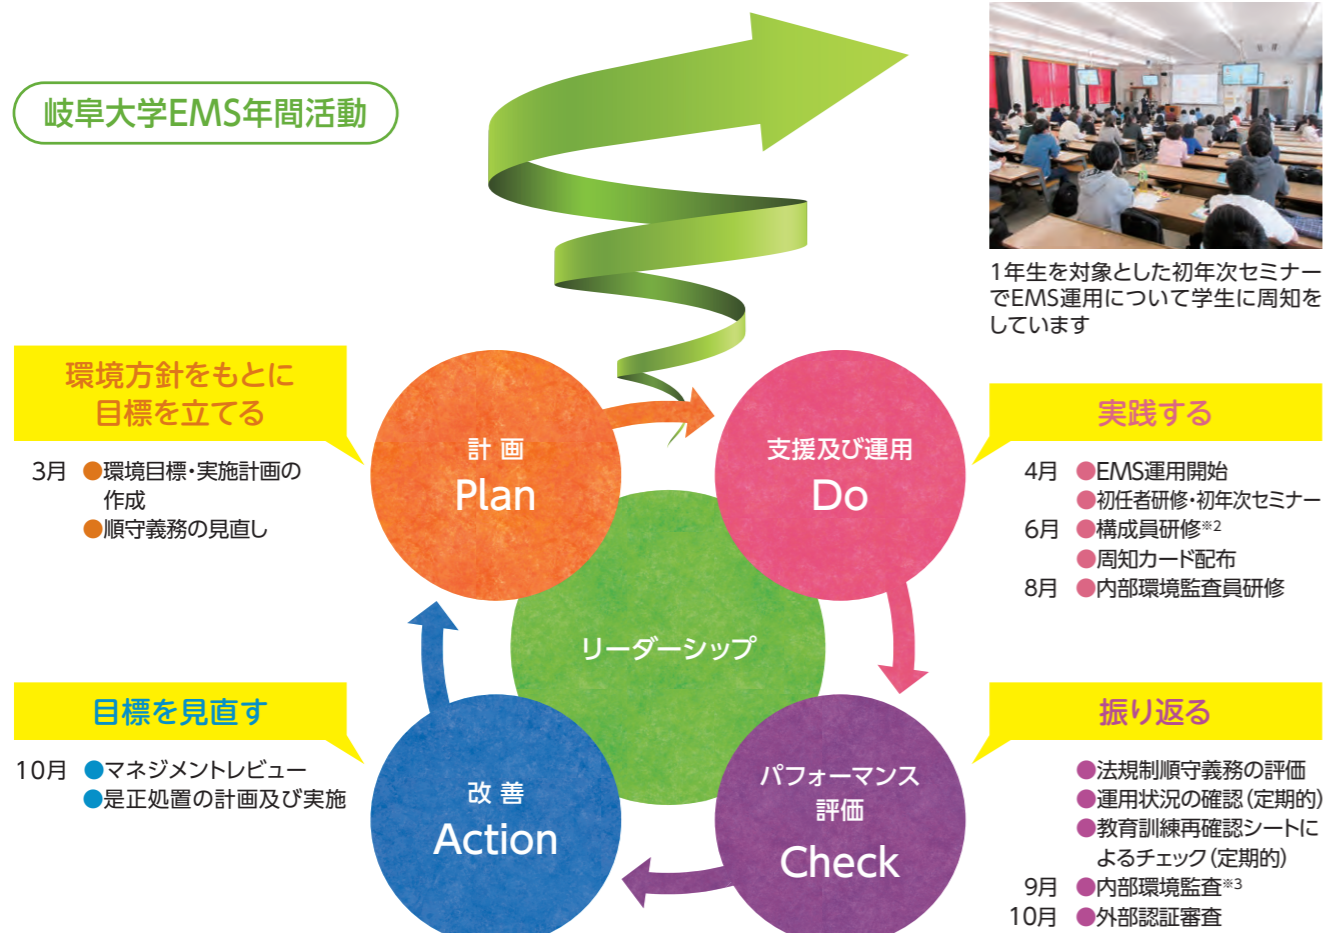 岐阜大学EMS年間活動
1年生を対象とした初年次セミナー
でEMS運用について学生に周知を
しています
環境方針をもとに
目標を立てる
3月 ●環境目標・実施計画の
作成
●順守義務の見直し
計画
Plan
支援及び運用
Do
実践する
4月 ●EMS運用開始
●初任者研修・初年次セミナー
6月 ●構成員研修※2
●周知カード配布
8月 ●内部環境監査員研修
リーダーシップ
目標を見直す
10月 ●マネジメントレビュー
●是正処置の計画及び実施
改善
Action
パフォーマンス
評価
Check
振り返る
●法規制順守義務の評価
●運用状況の確認(定期的)
●教育訓練再確認シートに
よるチェック(定期的)
9月 ●内部環境監査※3
10月 ●外部認証審査